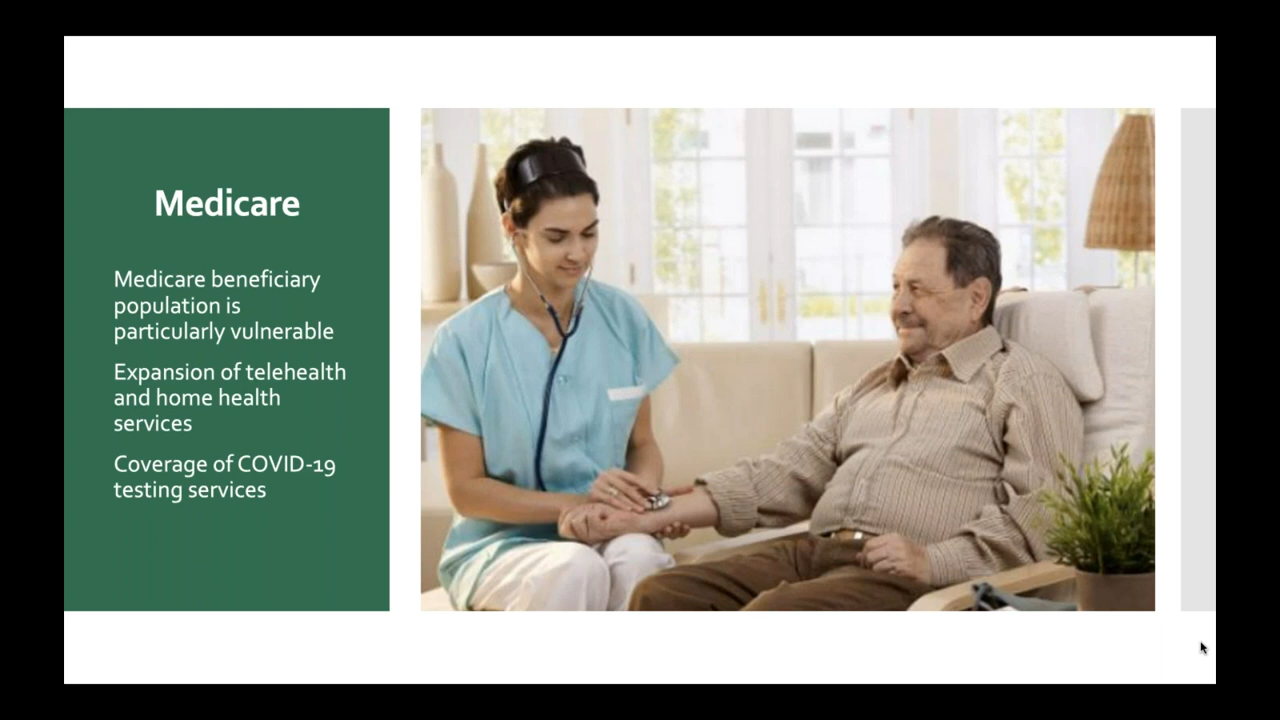 Medicare
Medicare beneficiary
population is
particularly vulnerable
Expansion of telehealth
and home health
services
Coverage of COVID-19
testing services